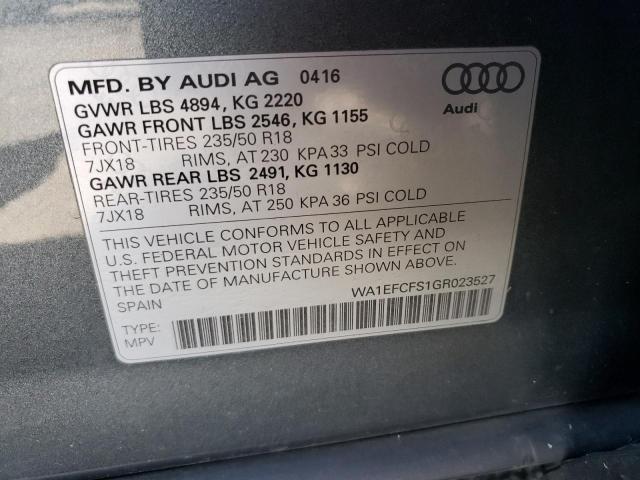 MFD. BY AUDI AG 0416
GVWR LBS 4894, KG 2220
GAWR FRONT LBS 2546, KG 1155
FRONT-TIRES 235/50 R18
7JX18 RIMS, AT 230 KPA 33 PSI COLD
GAWR REAR LBS 2491, KG 1130
REAR-TIRES 235/50 R18
7JX18 RIMS, AT 250 KPA 36 PSI COLD
Audi
THIS VEHICLE CONFORMS TO ALL APPLICABLE
U.S. FEDERAL MOTOR VEHICLE SAFETY AND
THEFT PREVENTION STANDARDS IN EFFECT ON
THE DATE OF MANUFACTURE SHOWN ABOVE.
SPAIN WA1EFCFS1GR023527
TYPE:
MPV